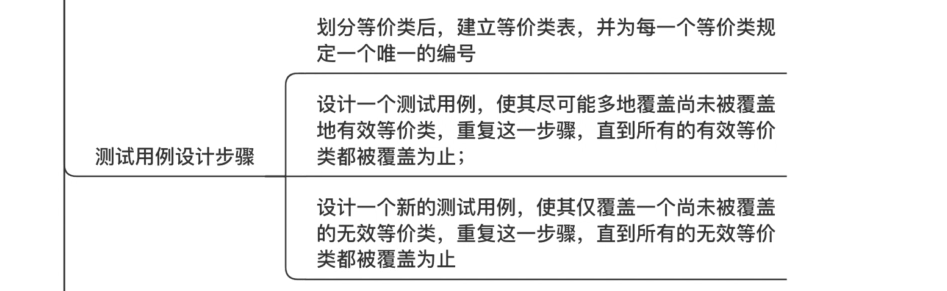 划分等价类后，建立等价类表，并为每一个等价类规
定一个唯一的编号
设计一个测试用例，使其尽可能多地覆盖尚未被覆盖
地有效等价类，重复这一步骤，直到所有的有效等价
类都被覆盖为止；
测试用例设计步骤
设计一个新的测试用例，使其仅覆盖一个尚未被覆盖
的无效等价类，重复这一步骤，直到所有的无效等价
类都被覆盖为止